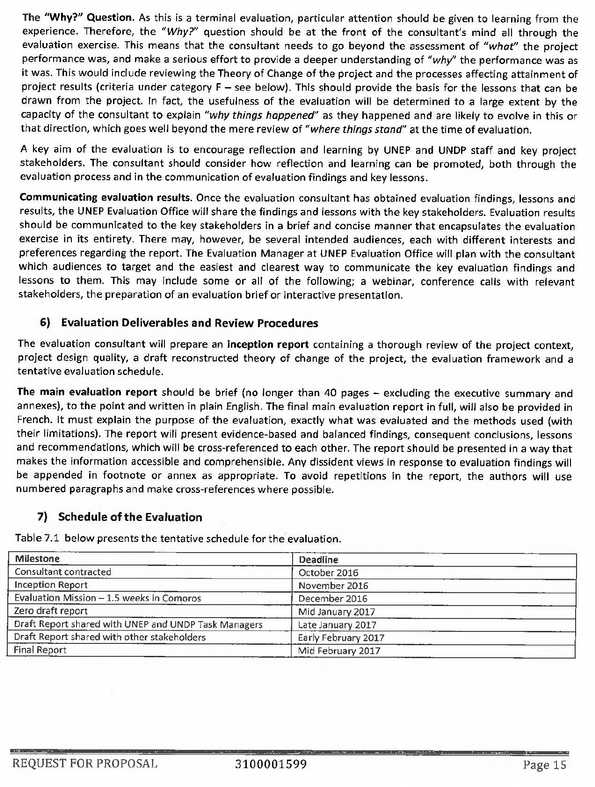 The "Why?" Question. As this is a terminal evaluation, particular attention should be given to learning from the
experience. Therefore, the "Why?" question should be at the front of the consultant's mind all through the
evaluation exercise. This means that the consultant needs to go beyond the assessment of "what" the project
performance was, and make a serious effort to provide a deeper understanding of "why" the performance was as
it was. This would include reviewing the Theory of Change of the project and the processes affecting attainment of
project results (criteria under category F – see below). This should provide the basis for the lessons that can be
drawn from the project. In fact, the usefulness of the evaluation will be determined to a large extent by the
capacity of the consultant to explain "why things happened" as they happened and are likely to evolve in this or
that direction, which goes well beyond the mere review of "where things stand" at the time of evaluation.
A key aim of the evaluation is to encourage reflection and learning by UNEP and UNDP staff and key project
stakeholders. The consultant should consider how reflection and learning can be promoted, both through the
evaluation process and in the communication of evaluation findings and key lessons.
Communicating evaluation results. Once the evaluation consultant has obtained evaluation findings, lessons and
results, the UNEP Evaluation Office will share the findings and lessons with the key stakeholders. Evaluation results
should be communicated to the key stakeholders in a brief and concise manner that encapsulates the evaluation
exercise in its entirety. There may, however, be several intended audiences, each with different interests and
preferences regarding the report. The Evaluation Manager at UNEP Evaluation Office will plan with the consultant
which audiences to target and the easiest and clearest way to communicate the key evaluation findings and
lessons to them. This may include some or all of the following; a webinar, conference calls with relevant
stakeholders, the preparation of an evaluation brief or interactive presentation.
6) Evaluation Deliverables and Review Procedures
The evaluation consultant will prepare an inception report containing a thorough review of the project context,
project design quality, a draft reconstructed theory of change of the project, the evaluation framework and a
tentative evaluation schedule.
The main evaluation report should be brief (no longer than 40 pages – excluding the executive summary and
annexes), to the point and written in plain English. The final main evaluation report in full, will also be provided in
French. It must explain the purpose of the evaluation, exactly what was evaluated and the methods used (with
their limitations). The report will present evidence-based and balanced findings, consequent conclusions, lessons
and recommendations, which will be cross-referenced to each other. The report should be presented in a way that
makes the information accessible and comprehensible. Any dissident views in response to evaluation findings will
be appended in footnote or annex as appropriate. To avoid repetitions in the report, the authors will use
numbered paragraphs and make cross-references where possible.
7) Schedule of the Evaluation
Table 7.1 below presents the tentative schedule for the evaluation.
Milestone Deadline
Consultant contracted October 2016
Inception Report November 2016
Evaluation Mission – 1.5 weeks in Comoros December 2016
Zero draft report Mid January 2017
Draft Report shared with UNEP and UNDP Task Managers Late January 2017
Draft Report shared with other stakeholders Early February 2017
Final Report Mid February 2017
REQUEST FOR PROPOSAL 3100001599 Page 15